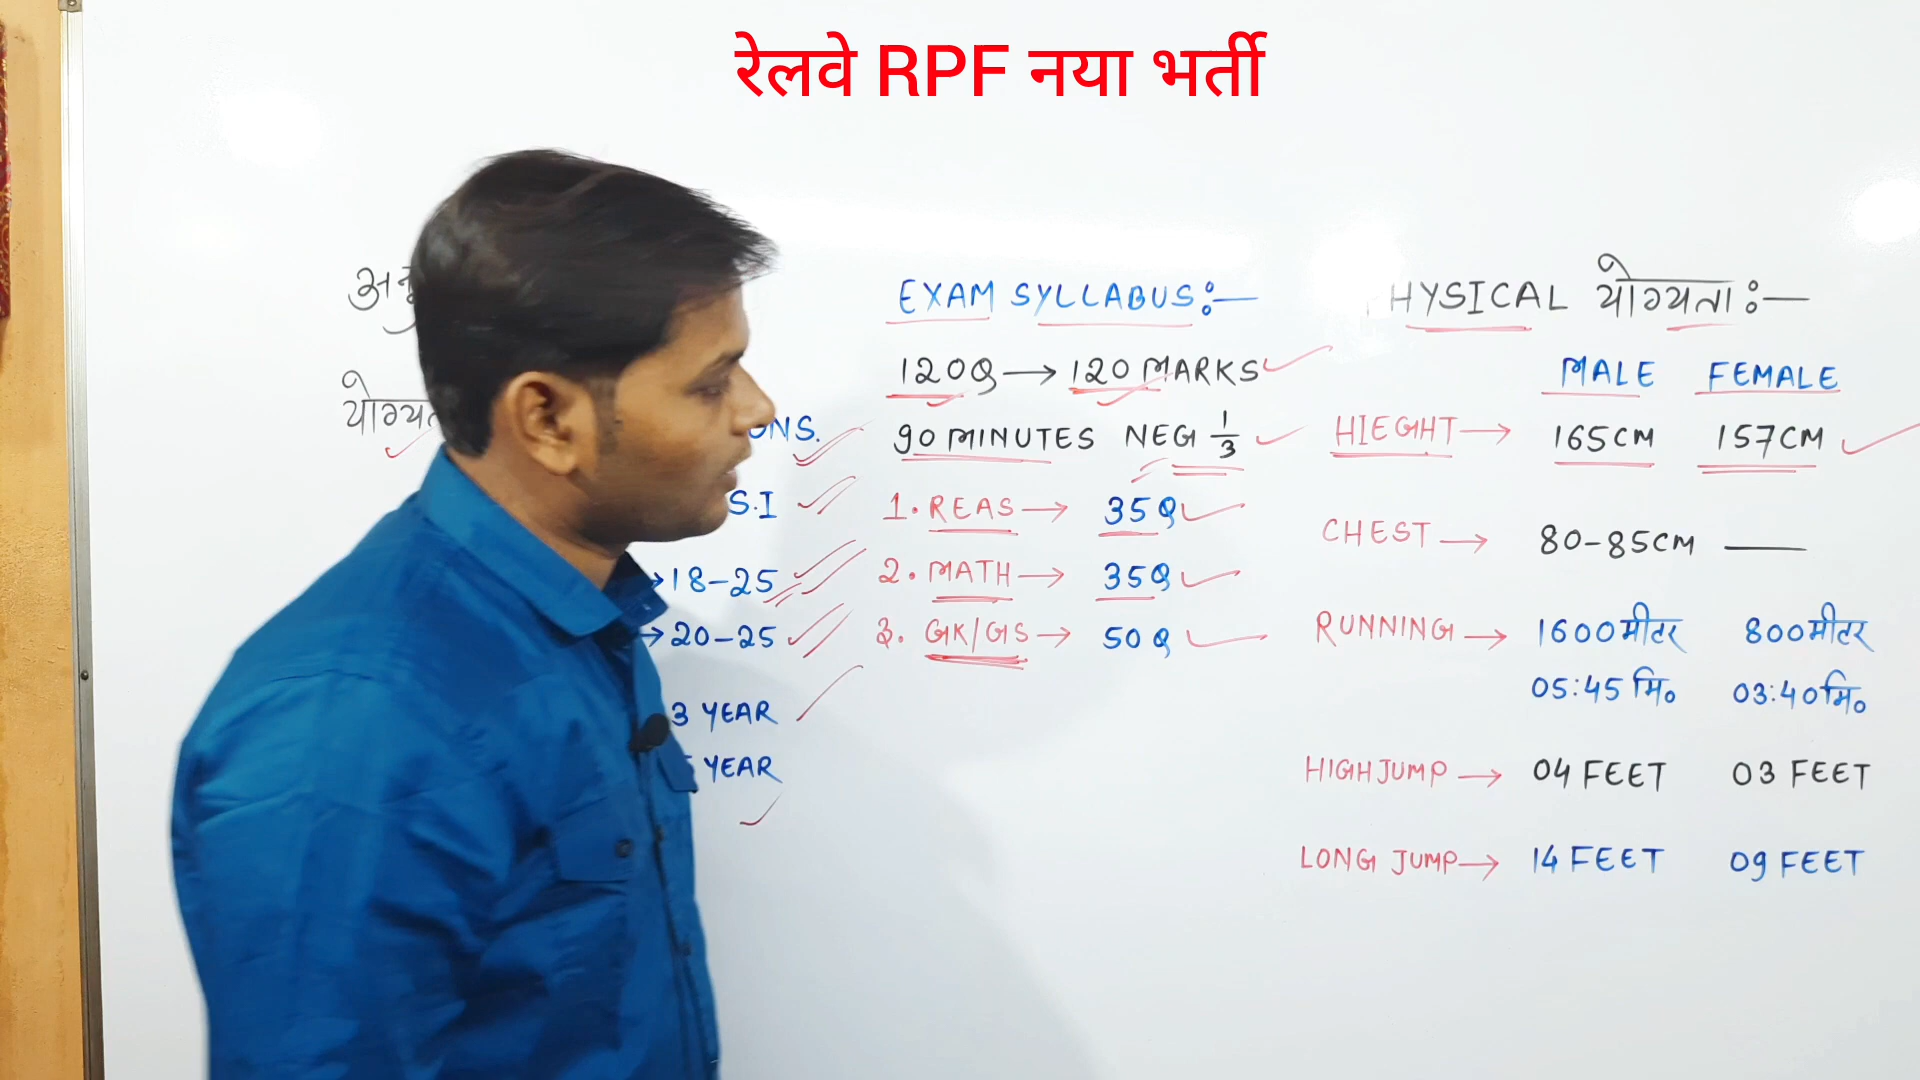 रेलवे RPF नया भर्ती
EXAM SYLLABUS:—
120Q → 120 MARKS
90 MINUTES NEG 1/3
1. REAS → 35Q
2. MATH → 35Q
3. GK/GS → 50Q
S.I
→ 18-25
→ 20-25
3 YEAR
YEAR
HYSICAL योग्यता:—
MALE FEMALE
HIEGHT → 165CM 157CM
CHEST → 80-85CM —
RUNNING → 1600मीटर 800मीटर
05:45 मि० 03:40मि०
HIGH JUMP → 04 FEET 03 FEET
LONG JUMP → 14 FEET 09 FEET